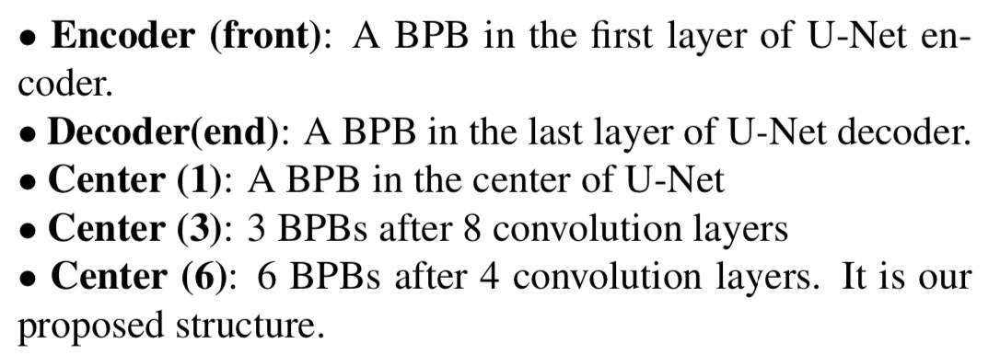 • Encoder (front): A BPB in the first layer of U-Net en-
coder.
• Decoder(end): A BPB in the last layer of U-Net decoder.
• Center (1): A BPB in the center of U-Net
• Center (3): 3 BPBs after 8 convolution layers
• Center (6): 6 BPBs after 4 convolution layers. It is our
proposed structure.